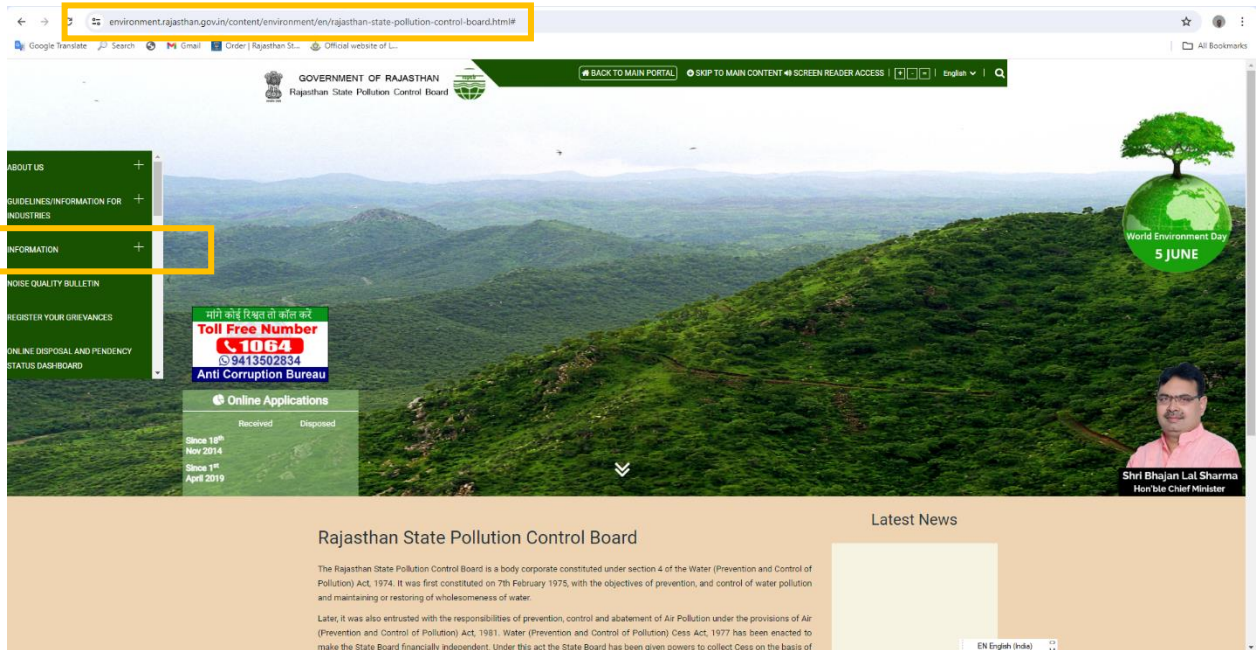 environment.rajasthan.gov.in/content/environment/en/rajasthan-state-pollution-control-board.html#
Google Translate Search Gmail Order | Rajasthan St... Official website of L... All Bookmarks
GOVERNMENT OF RAJASTHAN
Rajasthan State Pollution Control Board
BACK TO MAIN PORTAL SKIP TO MAIN CONTENT SCREEN READER ACCESS | + - = | English | 
ABOUT US +
GUIDELINES/INFORMATION FOR +
INDUSTRIES
INFORMATION +
NOISE QUALITY BULLETIN
REGISTER YOUR GRIEVANCES
ONLINE DISPOSAL AND PENDENCY
STATUS DASHBOARD
World Environment Day
5 JUNE
मांगे कोई रिश्वत तो कॉल करें
Toll Free Number
1064
9413502834
Anti Corruption Bureau
Online Applications
Received Disposed
Since 18th
Nov 2014
Since 1st
April 2019
Shri Bhajan Lal Sharma
Hon'ble Chief Minister
Rajasthan State Pollution Control Board
The Rajasthan State Pollution Control Board is a body corporate constituted under section 4 of the Water (Prevention and Control of
Pollution) Act, 1974. It was first constituted on 7th February 1975, with the objectives of prevention, and control of water pollution
and maintaining or restoring of wholesomeness of water.
Later, it was also entrusted with the responsibilities of prevention, control and abatement of Air Pollution under the provisions of Air
(Prevention and Control of Pollution) Act, 1981. Water (Prevention and Control of Pollution) Cess Act, 1977 has been enacted to
make the State Board financially independent. Under this act the State Board has been given powers to collect Cess on the basis of
Latest News
EN English (India)